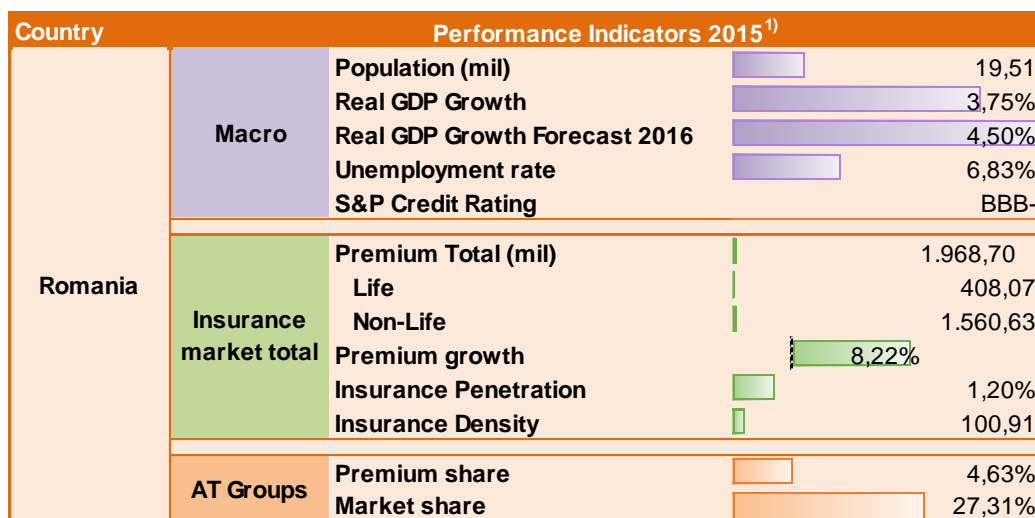 Country Performance Indicators 2015¹⁾
Population (mil) 19,51
Real GDP Growth 3,75%
Macro Real GDP Growth Forecast 2016 4,50%
Unemployment rate 6,83%
S&P Credit Rating BBB-
Premium Total (mil) 1.968,70
Romania Life 408,07
Insurance Non-Life 1.560,63
market total Premium growth 8,22%
Insurance Penetration 1,20%
Insurance Density 100,91
AT Groups Premium share 4,63%
Market share 27,31%